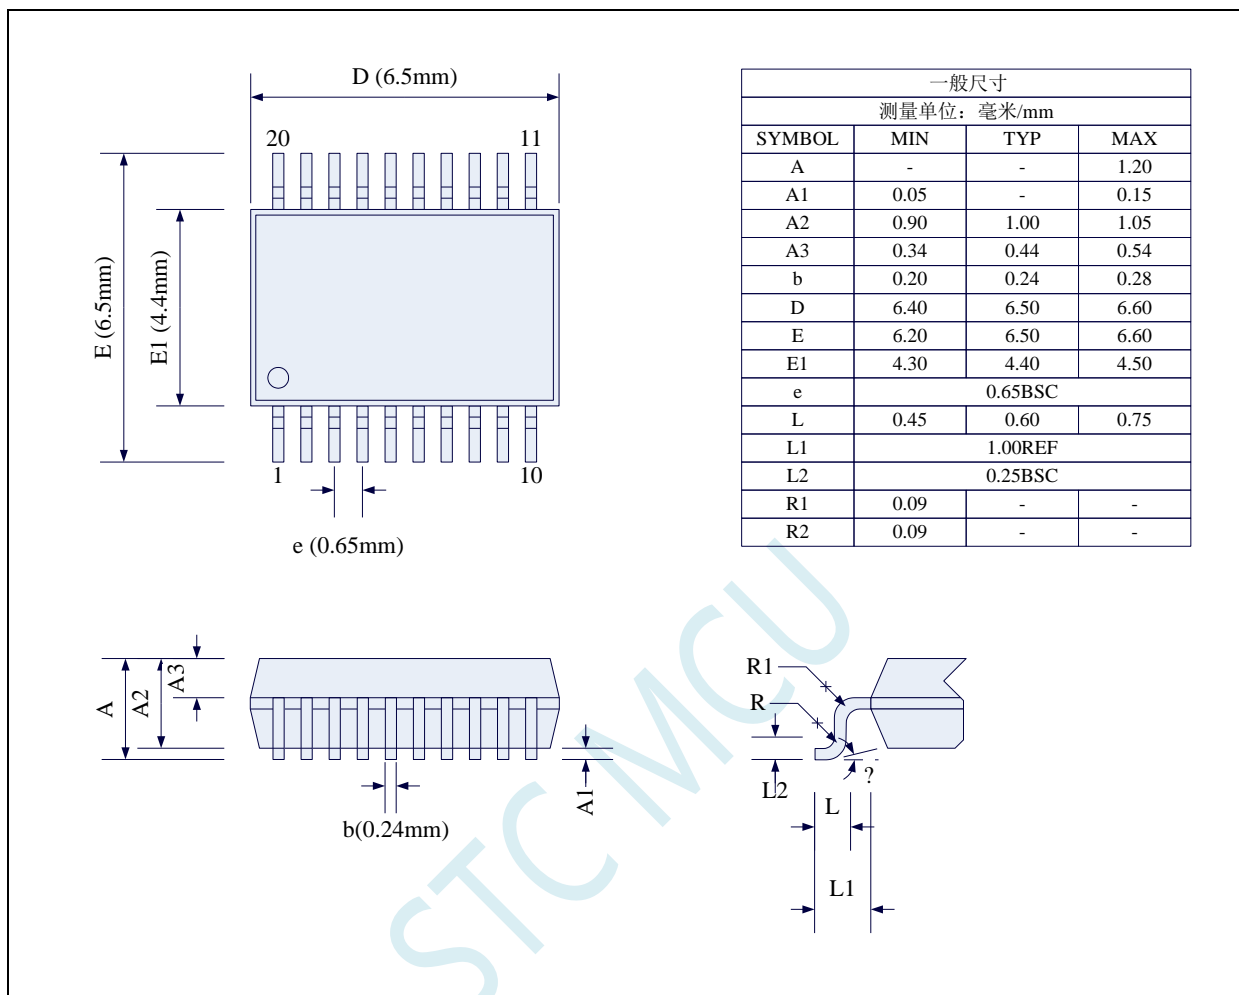 D (6.5mm)
20 11
E (6.5mm)
E1 (4.4mm)
1 10
e (0.65mm)
一般尺寸
测量单位：毫米/mm
SYMBOL MIN TYP MAX
A - - 1.20
A1 0.05 - 0.15
A2 0.90 1.00 1.05
A3 0.34 0.44 0.54
b 0.20 0.24 0.28
D 6.40 6.50 6.60
E 6.20 6.50 6.60
E1 4.30 4.40 4.50
e 0.65BSC
L 0.45 0.60 0.75
L1 1.00REF
L2 0.25BSC
R1 0.09 - -
R2 0.09 - -
A
A2
A3
A1
b(0.24mm)
R1
R
L2
?
L
L1
STC MCU